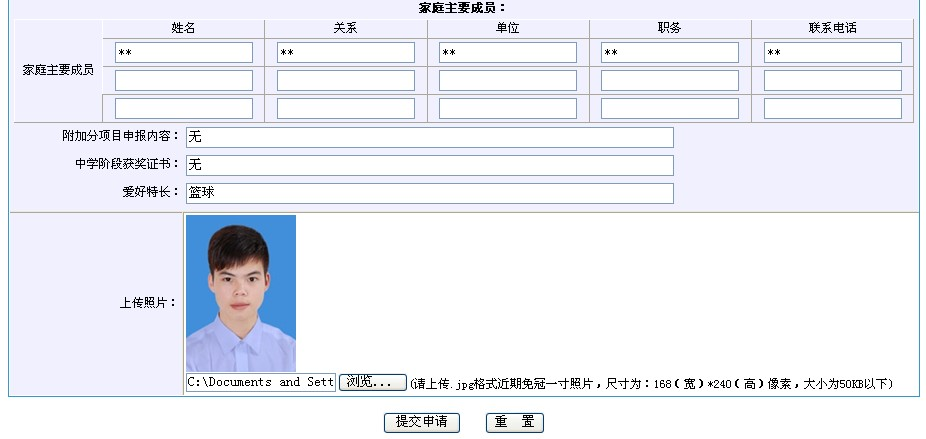 家庭主要成员：
姓名 关系 单位 职务 联系电话
家庭主要成员 ** ** ** ** **
附加分项目申报内容： 无
中学阶段获奖证书： 无
爱好特长： 篮球
上传照片：
C:\Documents and Sett 浏览... (请上传.jpg格式近期免冠一寸照片，尺寸为：168（宽）*240（高）像素，大小为50KB以下)
提交申请 重 置